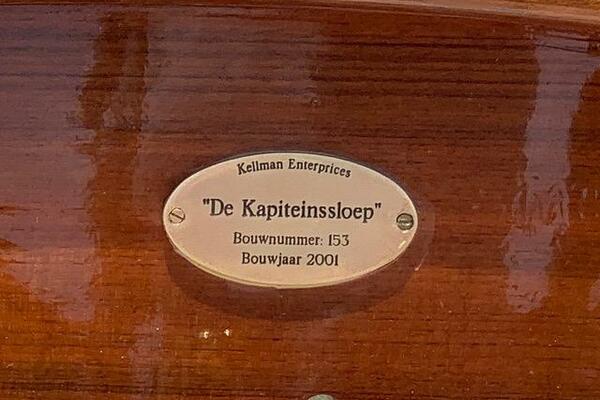 Kellman Enterprices
"De Kapiteinssloep"
Bouwnummer: 153
Bouwjaar 2001